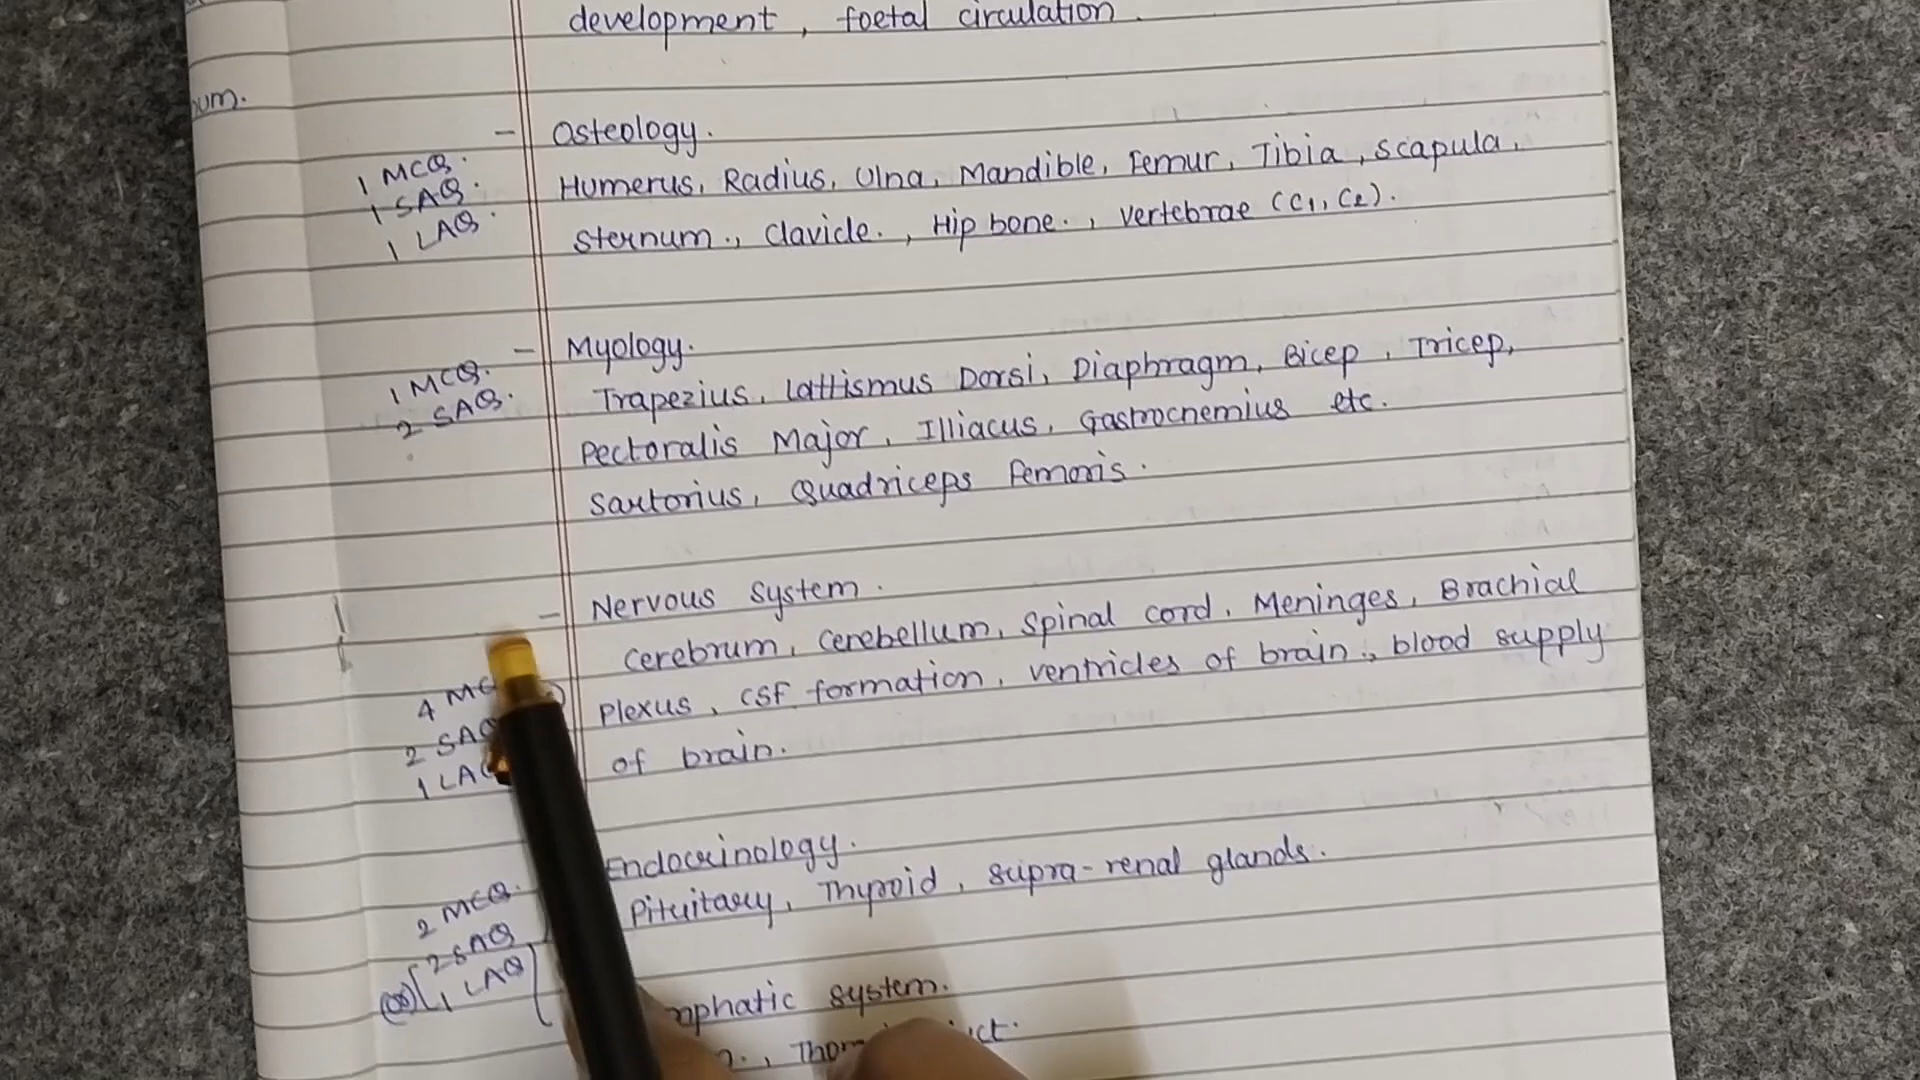 development, foetal circulation.
- Osteology.
1 MCQ.
1 SAQ.
1 LAQ.
Humerus, Radius, Ulna, Mandible, Femur, Tibia, Scapula,
Sternum., Clavicle., Hip bone., vertebrae (C1, C2).
- Myology.
1 MCQ.
2 SAQ.
Trapezius, Lattismus Dorsi, Diaphragm, Bicep, Tricep,
Pectoralis Major, Illiacus, Gastrocnemius etc.
Sartorius, Quadriceps Femoris.
- Nervous System.
4
2
1
Cerebrum, Cerebellum, Spinal cord, Meninges, Brachial
Plexus, CSF formation, ventricles of brain., blood supply
of brain.
Endocrinology.
2 MCQ.
2 SAQ
(or) 1 LAQ
Pituitary, Thyroid, supra-renal glands.
system.